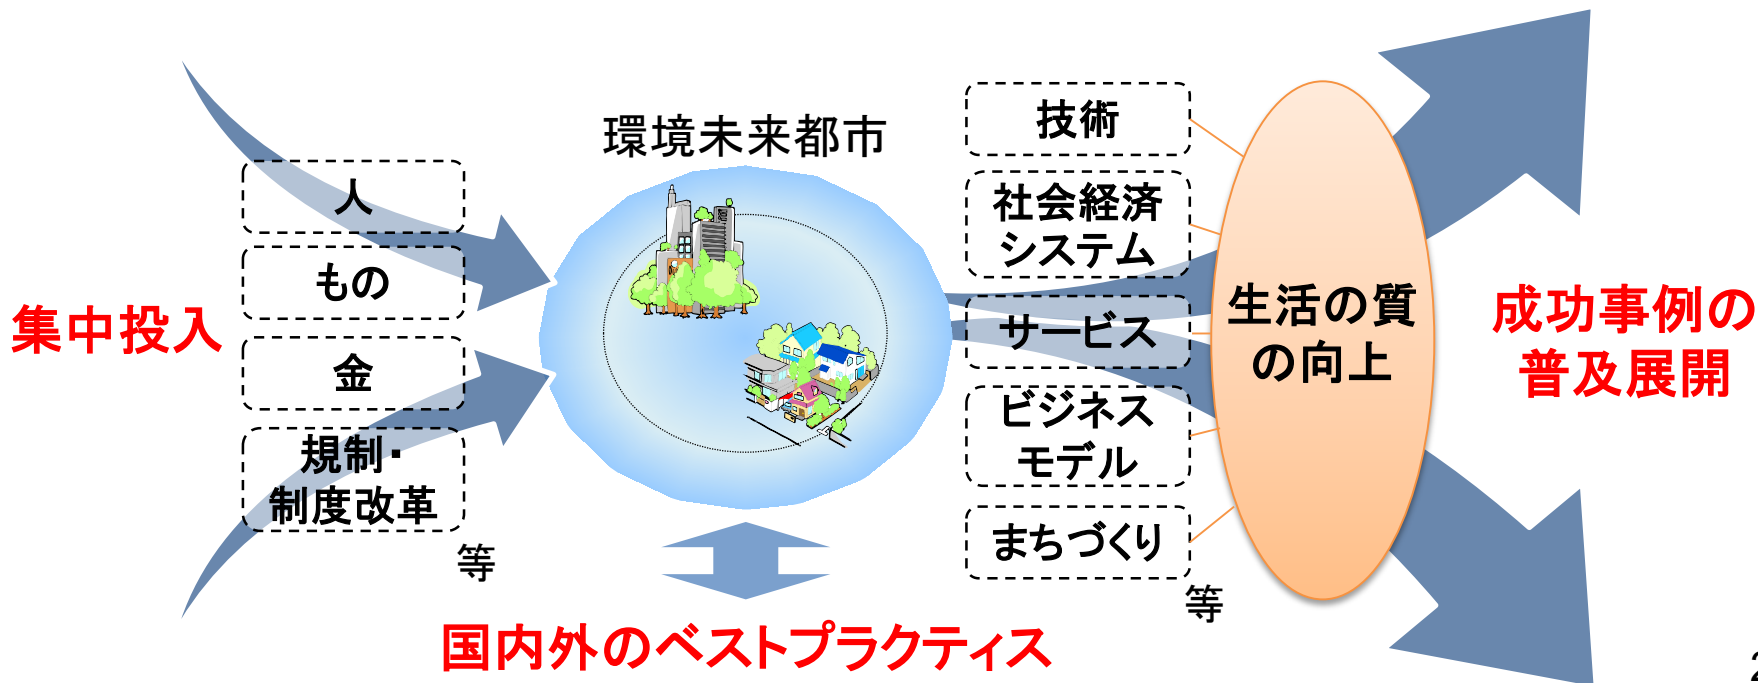 集中投入
人
もの
金
規制・
制度改革
等
環境未来都市
国内外のベストプラクティス
技術
社会経済
システム
サービス
ビジネス
モデル
まちづくり
等
生活の質
の向上
成功事例の
普及展開